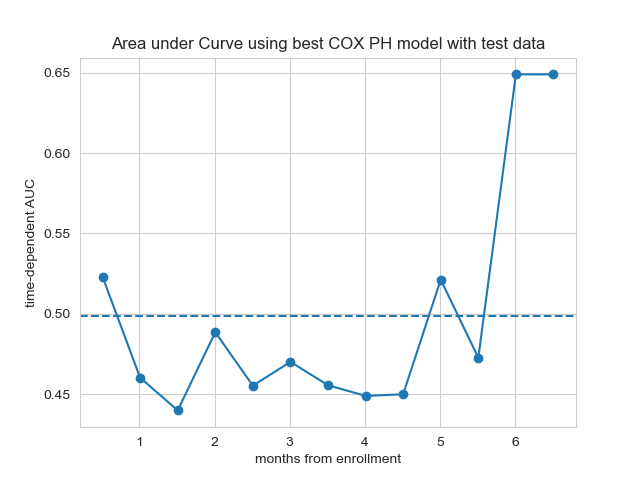 Area under Curve using best COX PH model with test data
time-dependent AUC
0.65
0.60
0.55
0.50
0.45
1 2 3 4 5 6
months from enrollment